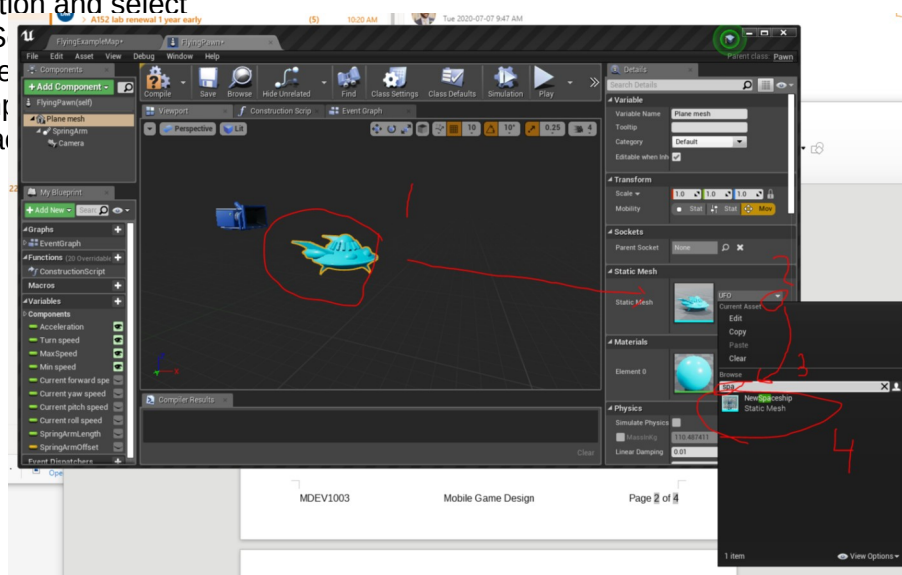 tion and select
A152 lab renewal 1 year early (5) 10:20 AM Tue 2020-07-07 9:47 AM
FlyingExampleMap* FlyingPawn*
File Edit Asset View Debug Window Help Parent class: Pawn
Components
+Add Component
FlyingPawn(self)
Plane mesh
SpringArm
Camera
My Blueprint
+Add New Search
Graphs
EventGraph
Functions (20 Overridable
ConstructionScript
Macros
Variables
Components
Acceleration
Turn speed
MaxSpeed
Min speed
Current forward spe
Current yaw speed
Current pitch speed
Current roll speed
SpringArmLength
SpringArmOffset
Event Dispatchers
Compile Save Browse Hide Unrelated Find Class Settings Class Defaults Simulation Play
Viewport Construction Scrip Event Graph
Perspective Lit 10 10° 0.25 4
1
Compiler Results
Clear
Details
Search Details
Variable
Variable Name Plane mesh
Tooltip
Category Default
Editable when Inh
Transform
Scale 1.0 1.0 1.0
Mobility Stat Stat Mov
Sockets
Parent Socket None
2
Static Mesh
Static Mesh UFO
Current Asset
Edit
Copy
Paste
Clear
Browse
3
spa
NewSpaceship
Static Mesh
4
1 item View Options
Materials
Element 0
Physics
Simulate Physics
MassInKg 110.487411
Linear Damping 0.01
Ope
MDEV1003 Mobile Game Design Page 2 of 4